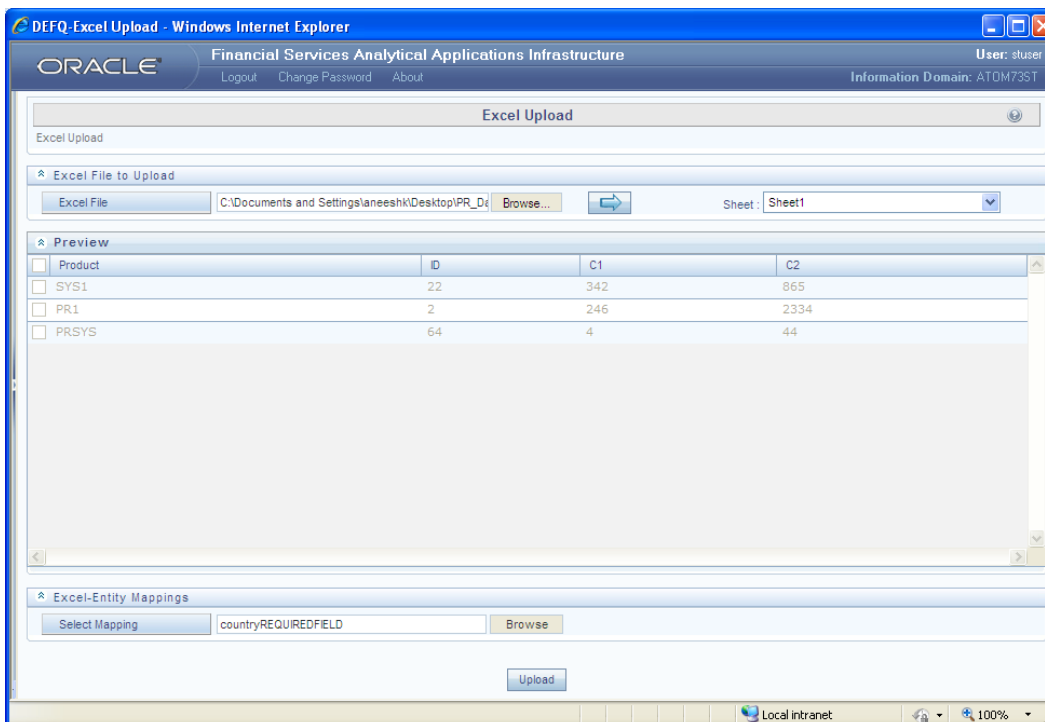 DEFQ-Excel Upload - Windows Internet Explorer
ORACLE Financial Services Analytical Applications Infrastructure User: stuser
Logout Change Password About Information Domain: ATOM73ST
Excel Upload
Excel Upload
Excel File to Upload
Excel File C:\Documents and Settings\aneeshk\Desktop\PR_Da Browse... Sheet : Sheet1
Preview
Product ID C1 C2
SYS1 22 342 865
PR1 2 246 2334
PRSYS 64 4 44
Excel-Entity Mappings
Select Mapping countryREQUIREDFIELD Browse
Upload
Local intranet 100%